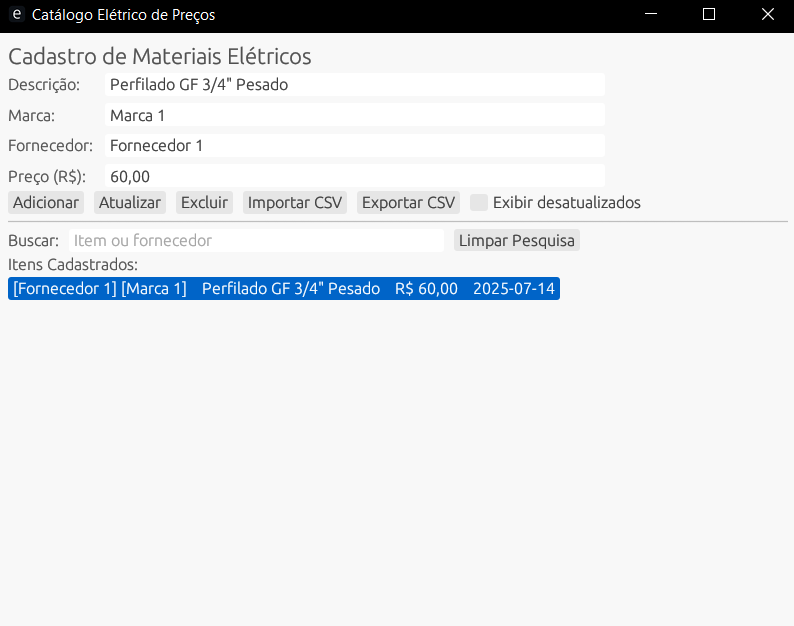 e Catálogo Elétrico de Preços
Cadastro de Materiais Elétricos
Descrição: Perfilado GF 3/4" Pesado
Marca: Marca 1
Fornecedor: Fornecedor 1
Preço (R$): 60,00
Adicionar Atualizar Excluir Importar CSV Exportar CSV Exibir desatualizados
Buscar: Item ou fornecedor Limpar Pesquisa
Itens Cadastrados:
[Fornecedor 1] [Marca 1] Perfilado GF 3/4" Pesado R$ 60,00 2025-07-14